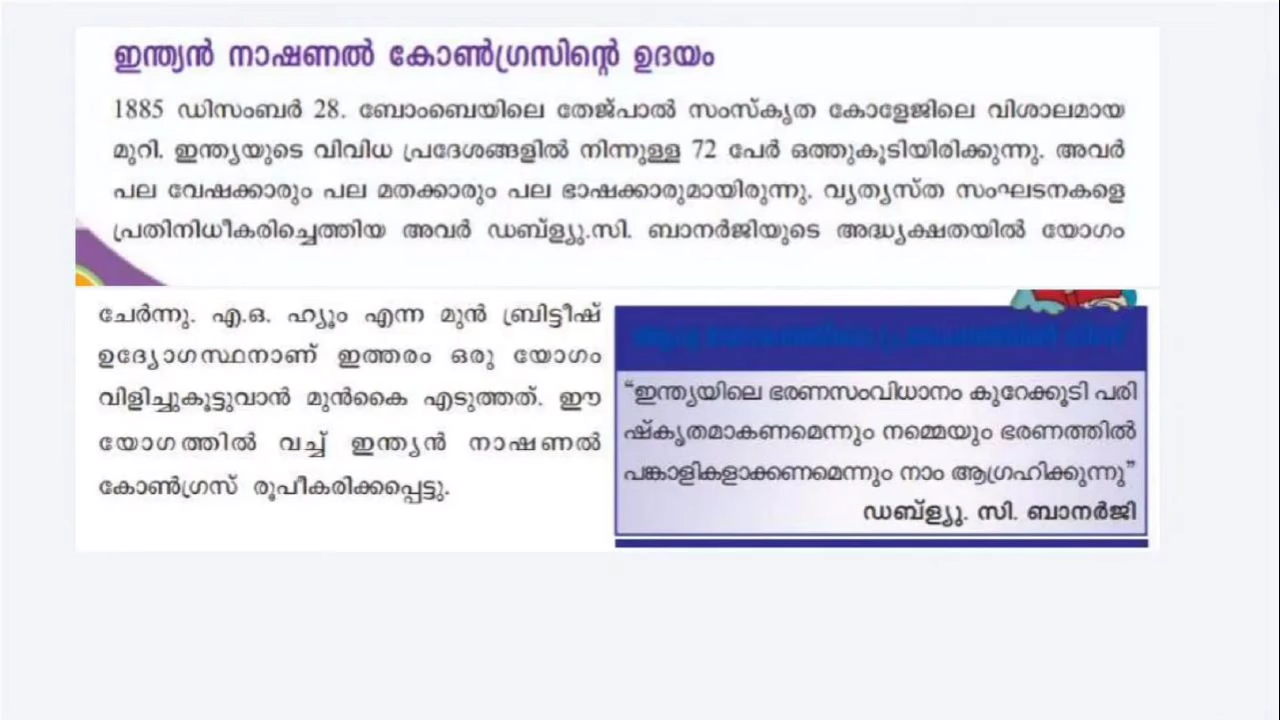 ഇന്ത്യൻ നാഷണൽ കോൺഗ്രസിന്റെ ഉദയം
1885 ഡിസംബർ 28. ബോംബെയിലെ തേജ്പാൽ സംസ്കൃത കോളേജിലെ വിശാലമായ
മുറി. ഇന്ത്യയുടെ വിവിധ പ്രദേശങ്ങളിൽ നിന്നുള്ള 72 പേർ ഒത്തുകൂടിയിരിക്കുന്നു. അവർ
പല വേഷക്കാരും പല മതക്കാരും പല ഭാഷക്കാരുമായിരുന്നു. വ്യത്യസ്ത സംഘടനകളെ
പ്രതിനിധീകരിച്ചെത്തിയ അവർ ഡബ്ള്യു.സി. ബാനർജിയുടെ അദ്ധ്യക്ഷതയിൽ യോഗം
ചേർന്നു. എ.ഒ. ഹ്യൂം എന്ന മുൻ ബ്രിട്ടീഷ്
ഉദ്യോഗസ്ഥനാണ് ഇത്തരം ഒരു യോഗം
വിളിച്ചുകൂട്ടുവാൻ മുൻകൈ എടുത്തത്. ഈ
യോഗത്തിൽ വച്ച് ഇന്ത്യൻ നാഷണൽ
കോൺഗ്രസ് രൂപീകരിക്കപ്പെട്ടു.
“ഇന്ത്യയിലെ ഭരണസംവിധാനം കുറേക്കൂടി പരി
ഷ്കൃതമാകണമെന്നും നമ്മെയും ഭരണത്തിൽ
പങ്കാളികളാക്കണമെന്നും നാം ആഗ്രഹിക്കുന്നു”
ഡബ്ള്യു. സി. ബാനർജി